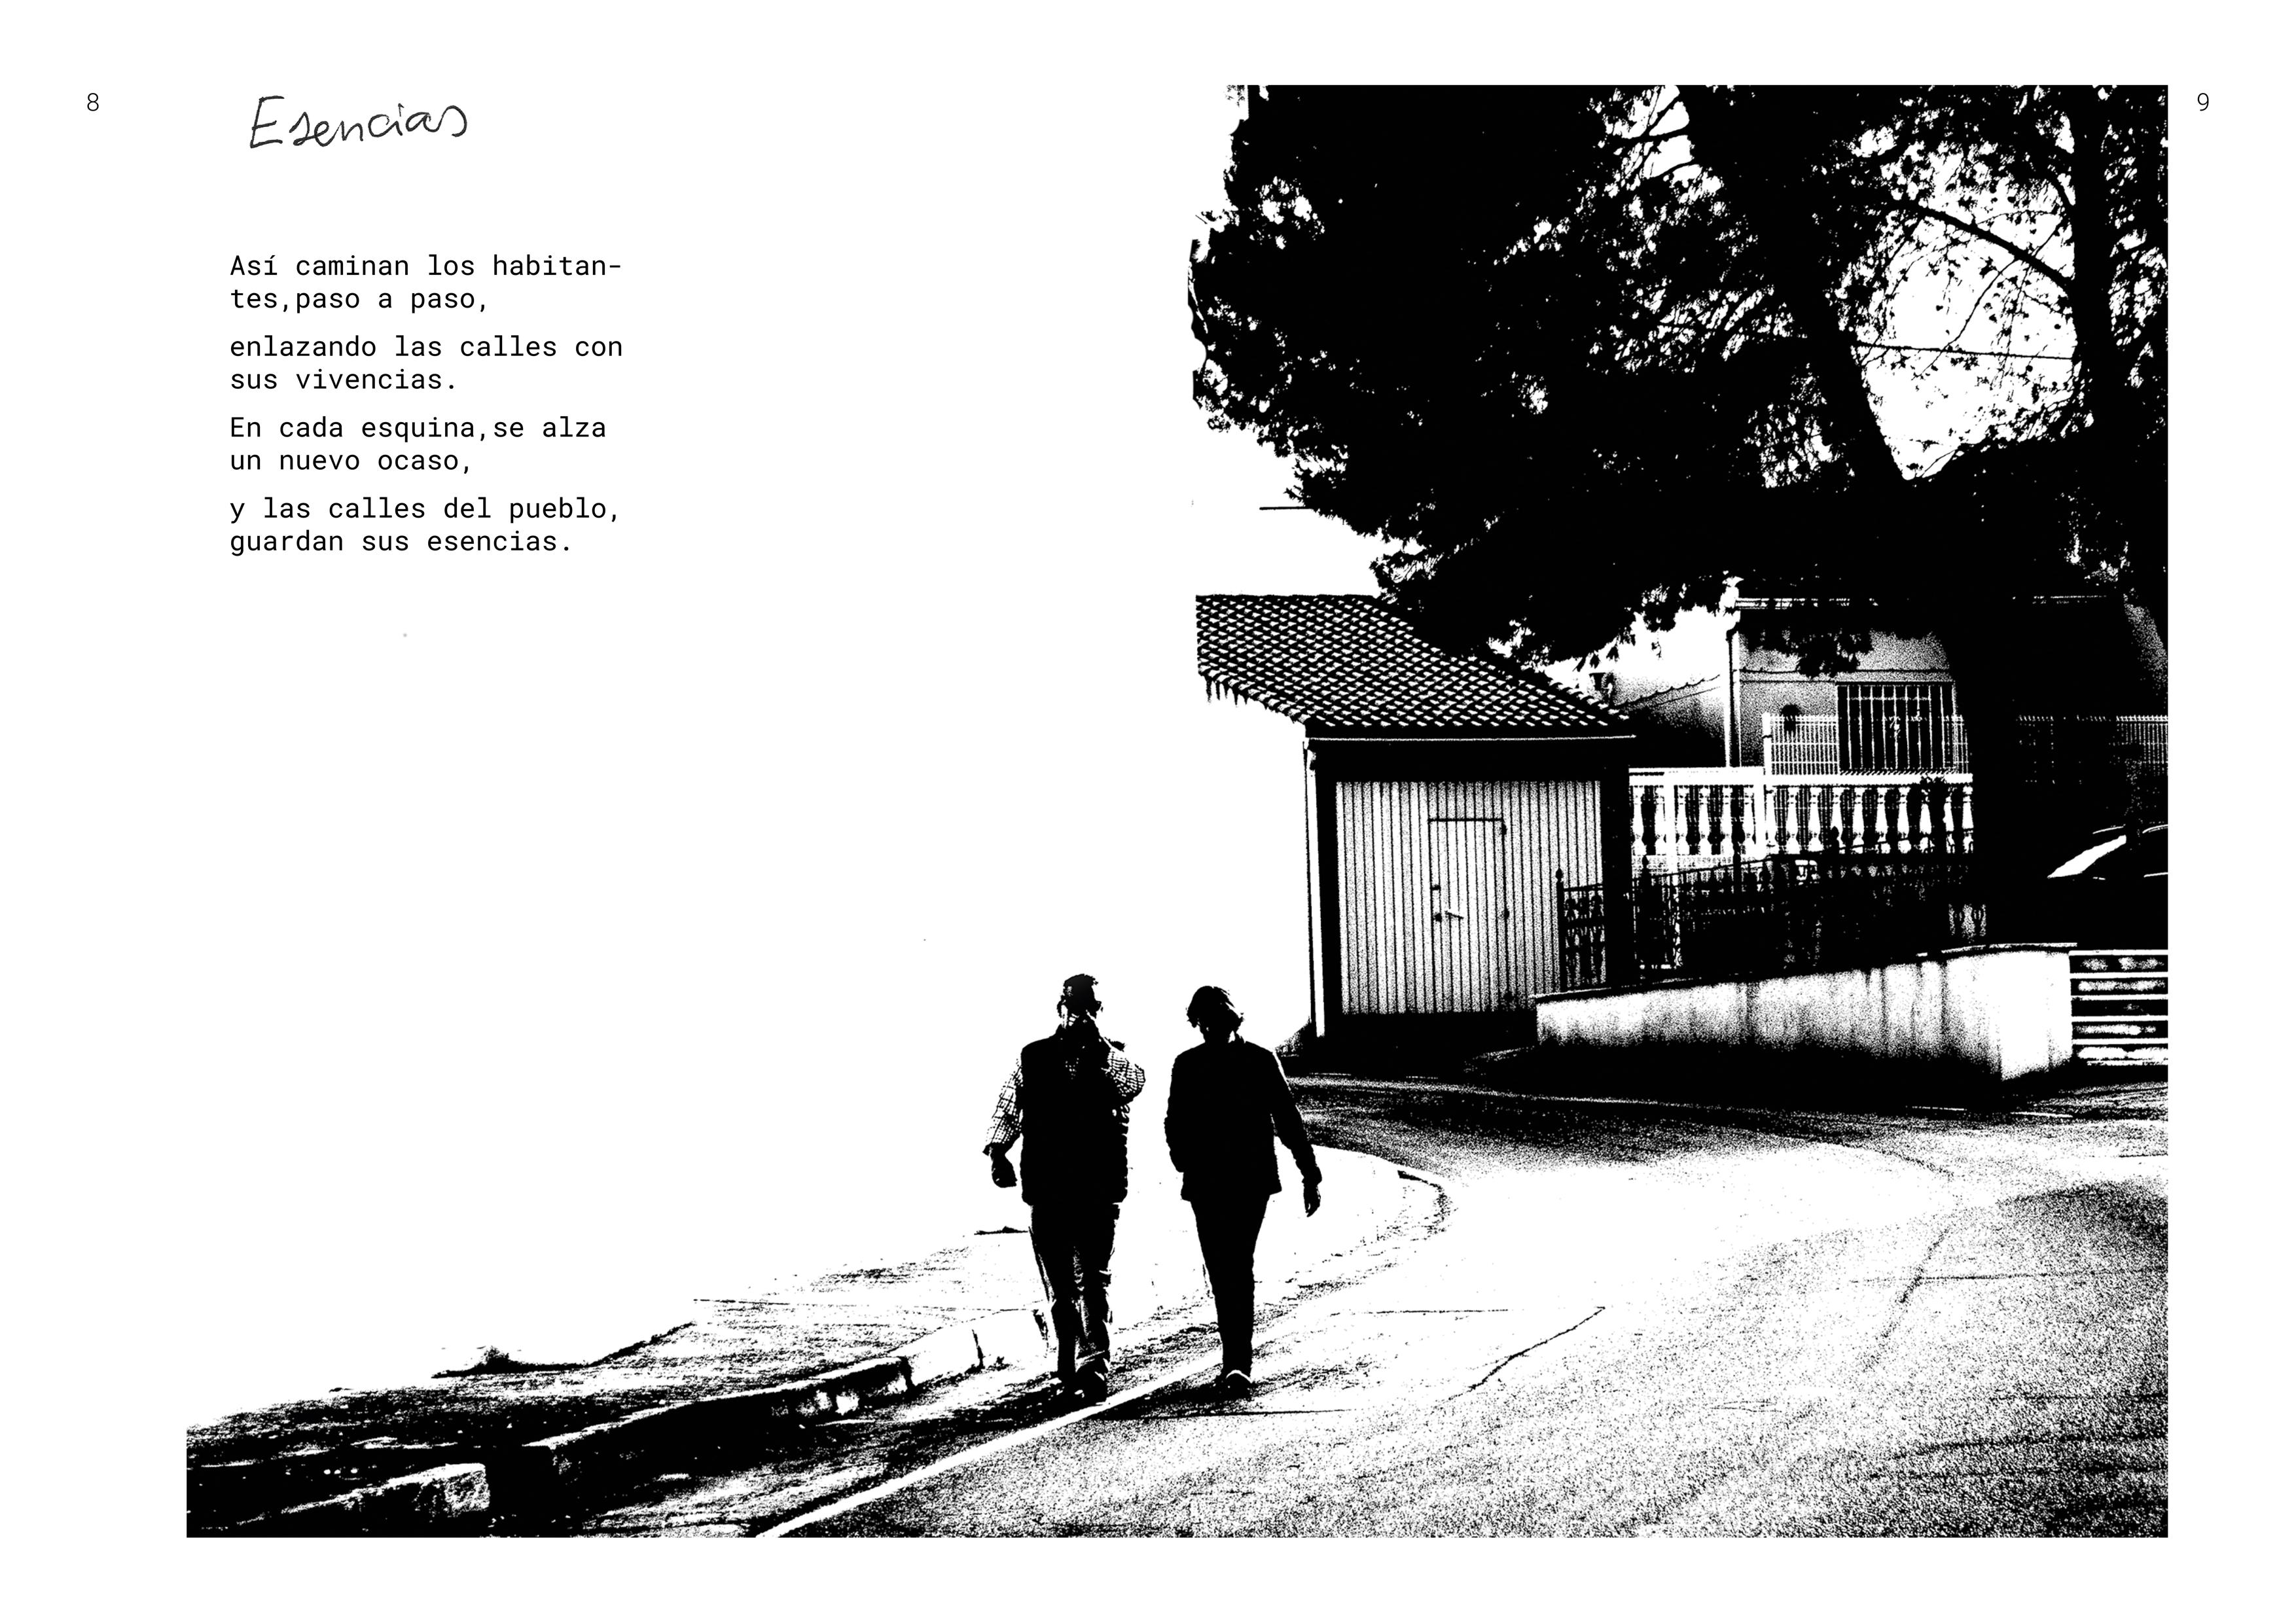 8
Esencias
9
Así caminan los habitan-
tes,paso a paso,
enlazando las calles con
sus vivencias.
En cada esquina,se alza
un nuevo ocaso,
y las calles del pueblo,
guardan sus esencias.